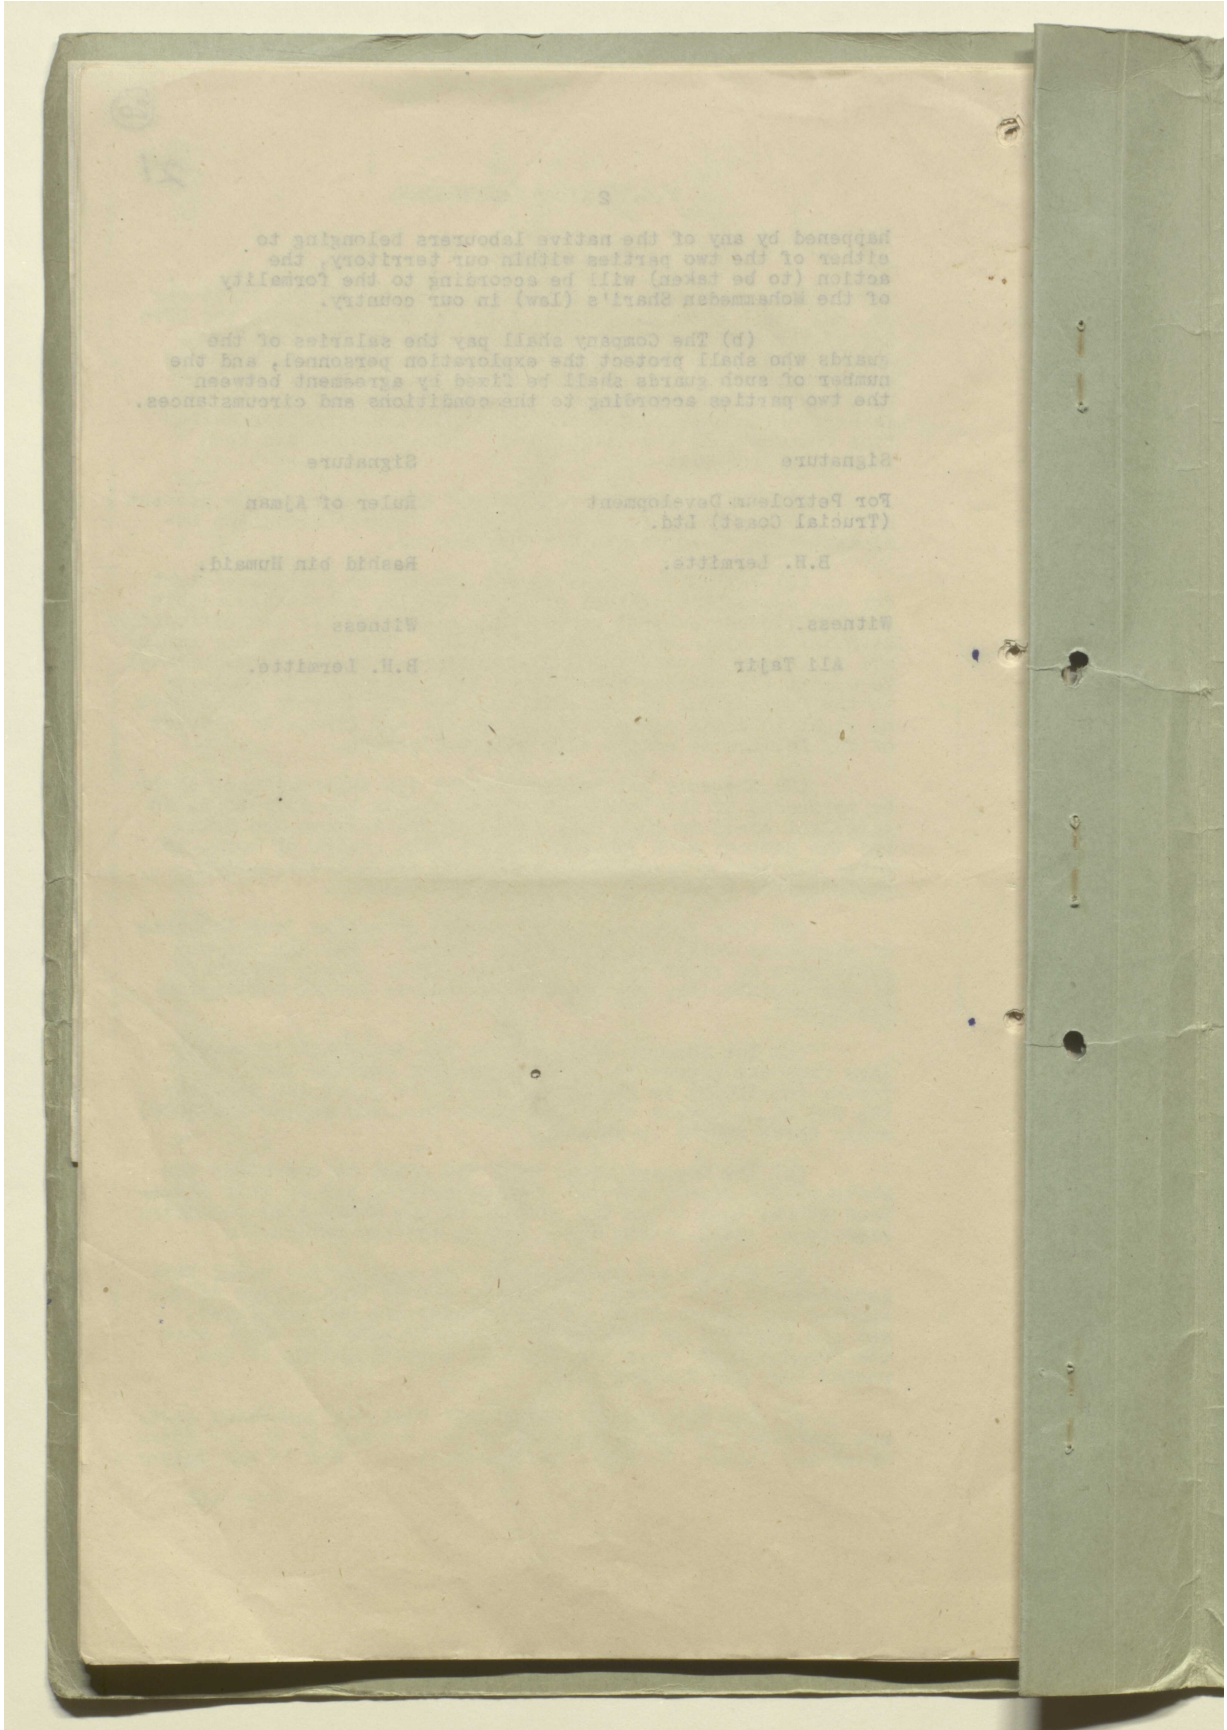 2
happened by any of the native labourers belonging to
either of the two parties within our territory, the
action (to be taken) will be according to the formality
of the Mohammedan Shari's (law) in our country.
(b) The Company shall pay the salaries of the
guards who shall protect the exploration personnel, and the
number of such guards shall be fixed by agreement between
the two parties according to the conditions and circumstances.
Signature Signature
For Petroleum Development Ruler of Ajman
(Trucial Coast) Ltd.
B.H. Lermitte. Rashid bin Humaid.
Witness. Witness
Ali Tajir B.H. Lermitte.